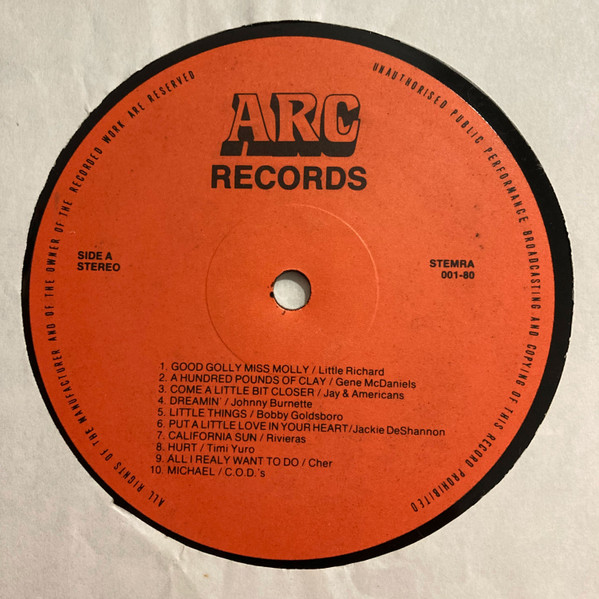 ALL RIGHTS OF THE MANUFACTURER AND OF THE OWNER OF THE RECORDED WORK ARE RESERVED
UNAUTHORISED PUBLIC PERFORMANCE BROADCASTING AND COPYING OF THIS RECORD PROHIBITED
ARC
RECORDS
SIDE A
STEREO
STEMRA
001-80
1. GOOD GOLLY MISS MOLLY / Little Richard
2. A HUNDRED POUNDS OF CLAY / Gene McDaniels
3. COME A LITTLE BIT CLOSER / Jay & Americans
4. DREAMIN' / Johnny Burnette
5. LITTLE THINGS / Bobby Goldsboro
6. PUT A LITTLE LOVE IN YOUR HEART/Jackie DeShannon
7. CALIFORNIA SUN / Rivieras
8. HURT / Timi Yuro
9. ALL I REALY WANT TO DO / Cher
10. MICHAEL / C.O.D.'s